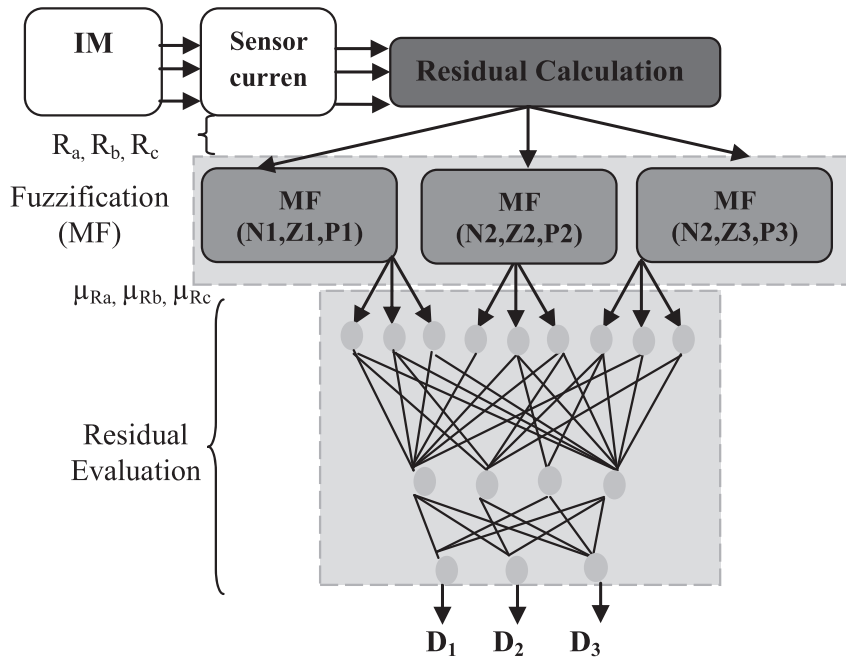 IM
Sensor
curren
Residual Calculation
Ra, Rb, Rc
Fuzzification
(MF)
MF
(N1,Z1,P1)
MF
(N2,Z2,P2)
MF
(N2,Z3,P3)
μRa, μRb, μRc
Residual
Evaluation
D1 D2 D3